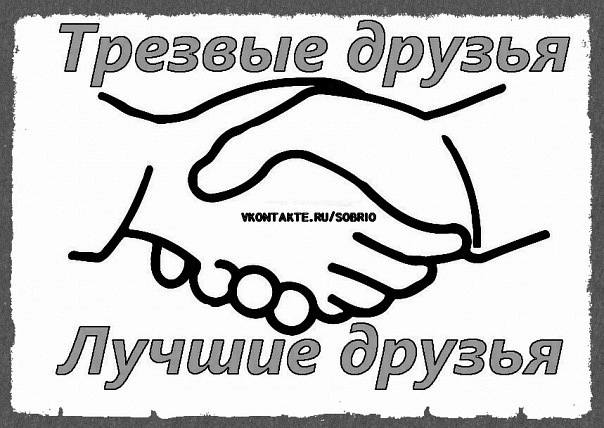 Трезвые друзья
VKONTAKTE.RU/SOBRIO
Лучшие друзья